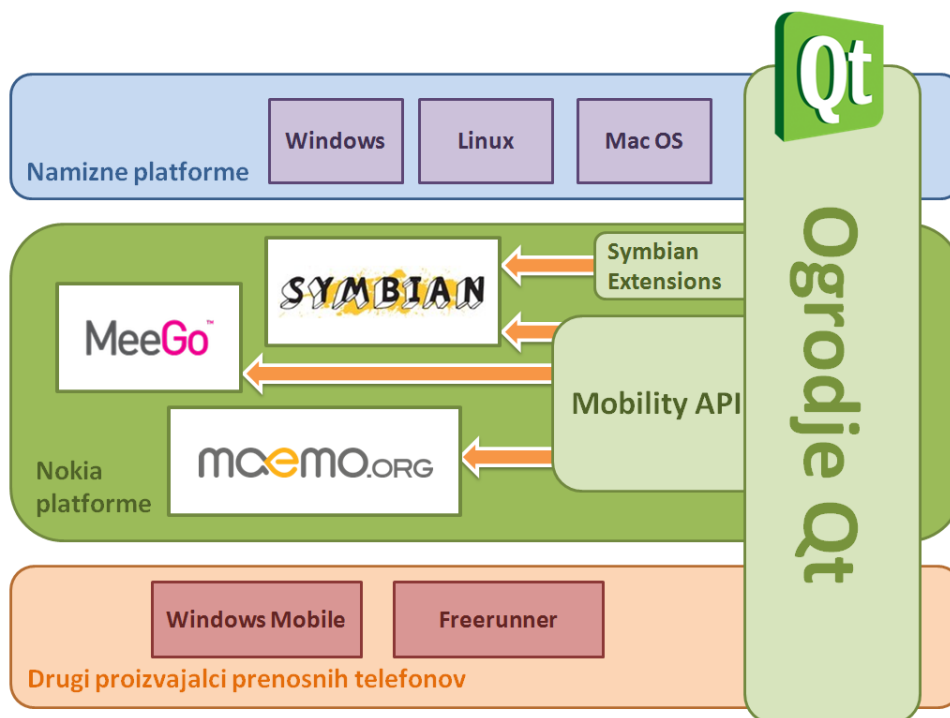 Qt
Windows
Linux
Mac OS
Namizne platforme
SYMBIAN
Symbian
Extensions
MeeGo™
Mobility API
maemo.org
Nokia
platforme
Ogrodje Qt
Windows Mobile
Freerunner
Drugi proizvajalci prenosnih telefonov